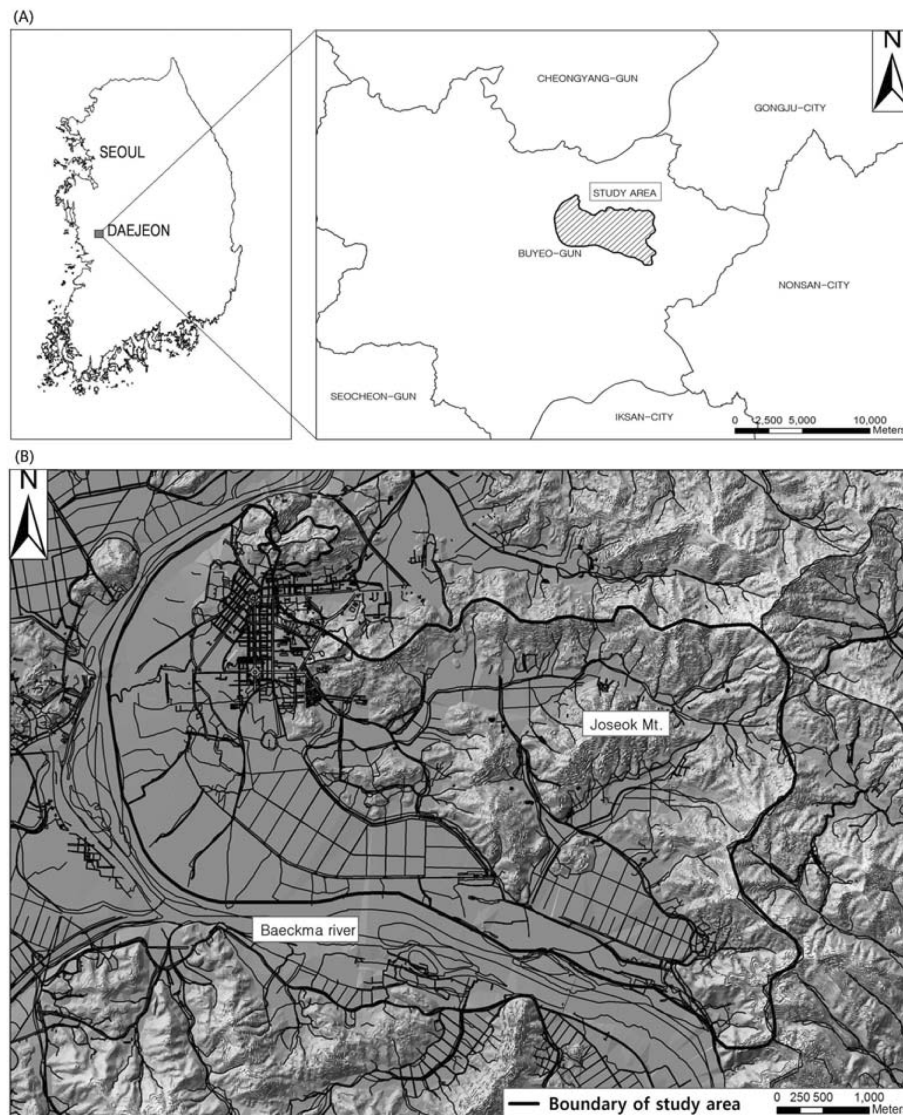 (A)
N
CHEONGYANG-GUN
GONGJU-CITY
SEOUL
STUDY AREA
DAEJEON
BUYEO-GUN
NONSAN-CITY
SEOCHEON-GUN
IKSAN-CITY
0 2,500 5,000 10,000
Meters
(B)
N
Joseok Mt.
Baeckma river
Boundary of study area
0 250 500 1,000
Meters